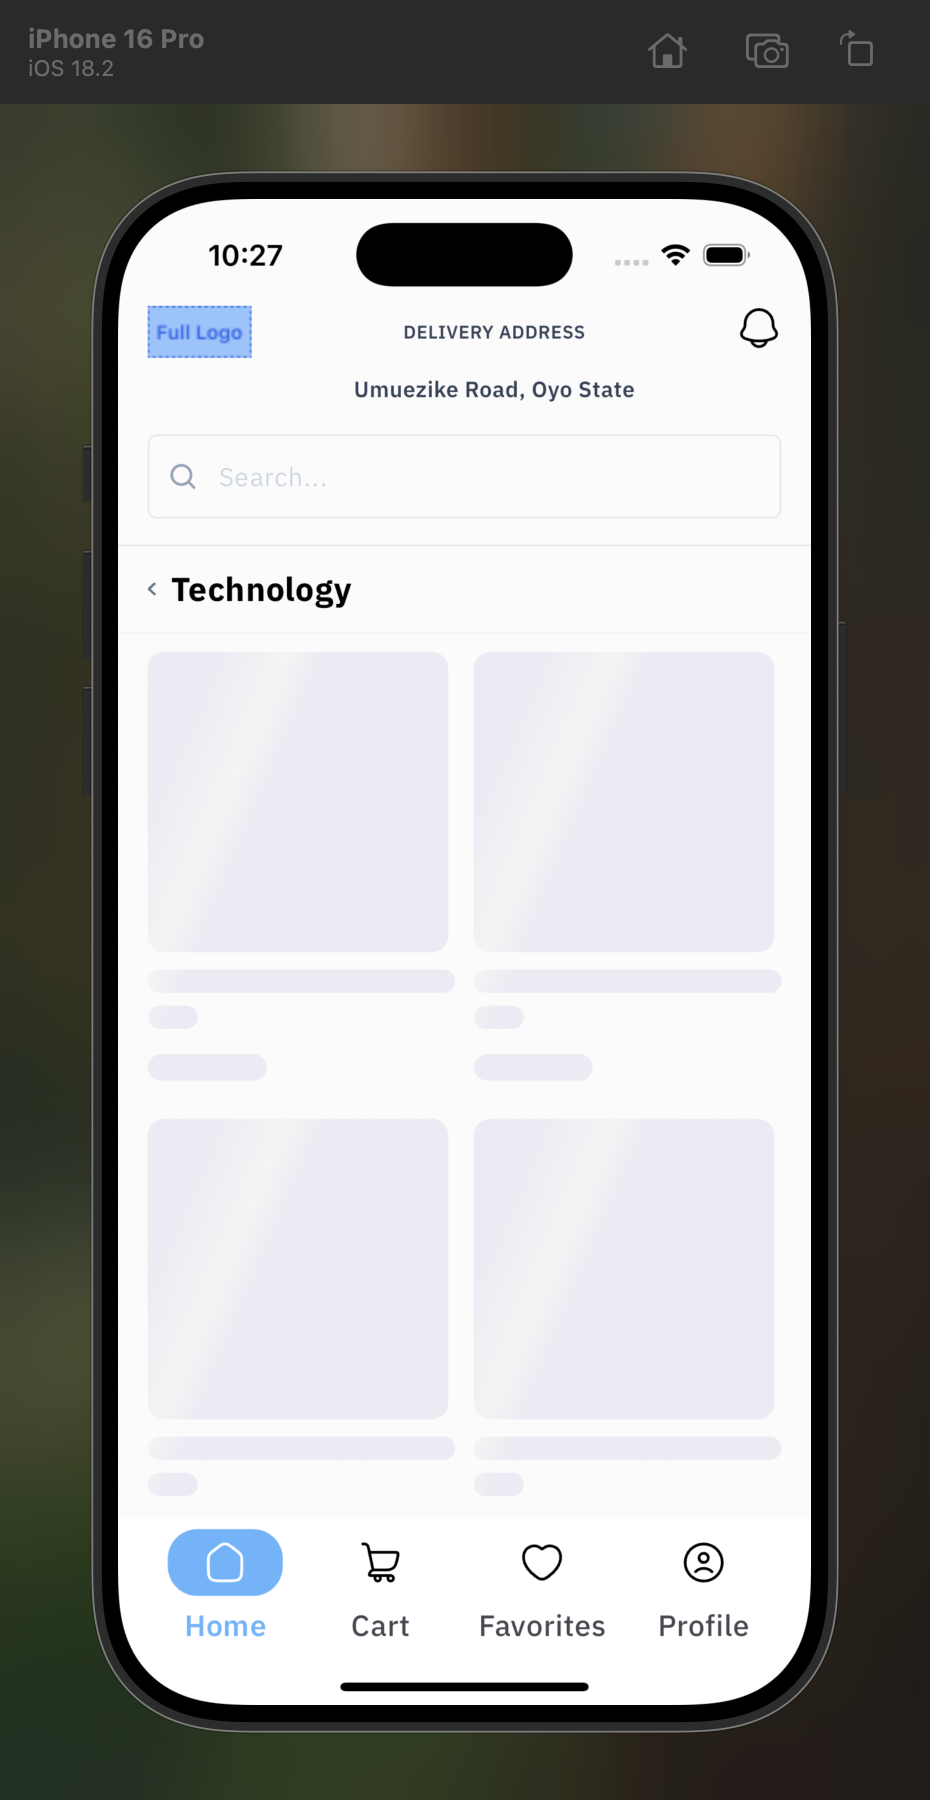 iPhone 16 Pro
iOS 18.2
10:27
Full Logo
DELIVERY ADDRESS
Umuezike Road, Oyo State
Search...
Technology
Home
Cart
Favorites
Profile